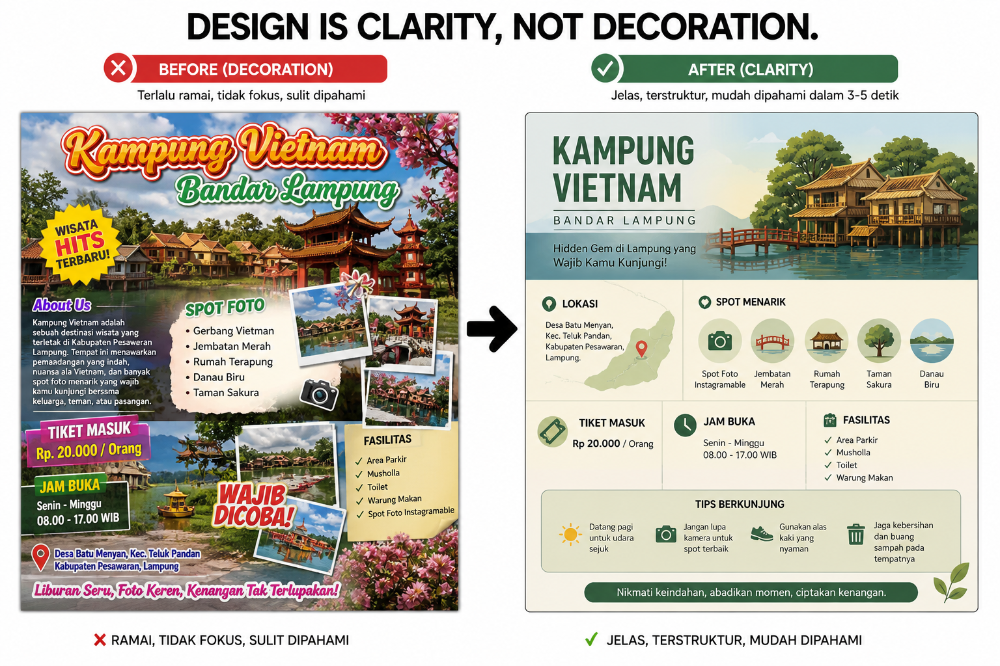 DESIGN IS CLARITY, NOT DECORATION.
BEFORE (DECORATION)
Terlalu ramai, tidak fokus, sulit dipahami
Kampung Vietnam
Bandar Lampung
WISATA
HITS
TERBARU!
About Us
Kampung Vietnam adalah
sebuah destinasi wisata yang
terletak di Kabupaten Pesaweran
Lampung. Tempat ini menawarkan
pemaadangan yang indah,
nuansa ala Vietnam, dan banyak
spot foto menarik yang wajib
kamu kunjungi berssma
keluarga, teman, atau pasangan.
SPOT FOTO
• Gerbang Vietman
• Jembatan Merah
• Rumah Terapung
• Danau Biru
• Taman Sakura
TIKET MASUK
Rp. 20.000 / Orang
JAM BUKA
Senin - Minggu
08.00 - 17.00 WIB
WAJIB
DICOBA!
FASILITAS
✓ Area Parkir
✓ Musholla
✓ Toilet
✓ Warung Makan
✓ Spot Foto Instagramable
Desa Batu Menyan, Kec. Teluk Pandan
Kabupaten Pesawaran, Lampung
Liburan Seru, Foto Keren, Kenangan Tak Terlupakan!
RAMAI, TIDAK FOKUS, SULIT DIPAHAMI
AFTER (CLARITY)
Jelas, terstruktur, mudah dipahami dalam 3-5 detik
KAMPUNG
VIETNAM
BANDAR LAMPUNG
Hidden Gem di Lampung yang
Wajib Kamu Kunjungi!
LOKASI
Desa Batu Menyan,
Kec. Teluk Pandan,
Kabupaten Pesawaran,
Lampung.
SPOT MENARIK
Spot Foto
Instagramable
Jembatan
Merah
Rumah
Terapung
Taman
Sakura
Danau
Biru
TIKET MASUK
Rp 20.000 / Orang
JAM BUKA
Senin - Minggu
08.00 - 17.00 WIB
FASILITAS
✓ Area Parkir
✓ Musholla
✓ Toilet
✓ Warung Makan
TIPS BERKUNJUNG
Datang pagi
untuk udara
sejuk
Jangan lupa
kamera untuk
spot terbaik
Gunakan alas
kaki yang
nyaman
Jaga kebersihan
dan buang
sampah pada
tempatnya
Nikmati keindahan, abadikan momen, ciptakan kenangan.
JELAS, TERSTRUKTUR, MUDAH DIPAHAMI